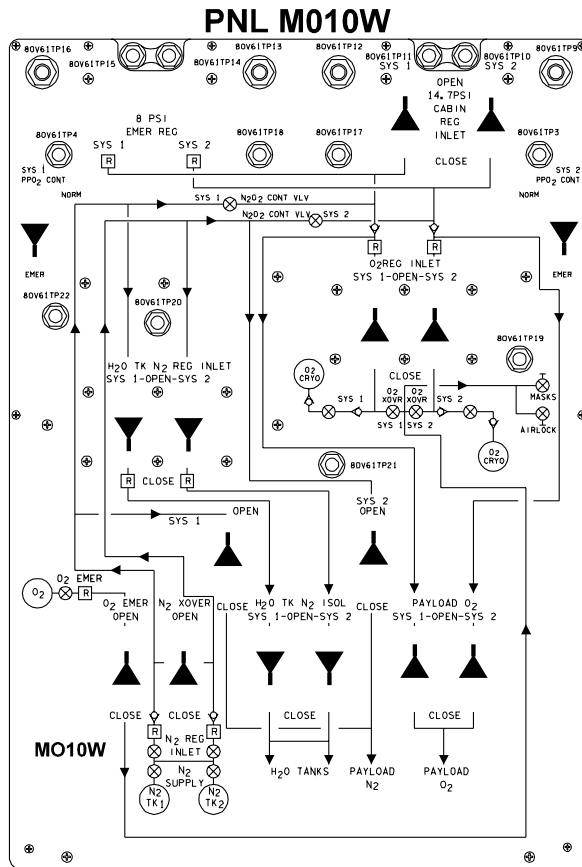 PNL M010W
80V61TP16
80V61TP15
80V61TP14
80V61TP13
80V61TP12
80V61TP11
SYS 1
80V61TP10
SYS 2
80V61TP9
OPEN
14.7PSI
CABIN
REG
INLET
CLOSE
8 PSI
EMER REG
SYS 1
SYS 2
R
R
80V61TP4
SYS 1
PPO2 CONT
NORM
EMER
80V61TP18
80V61TP17
80V61TP3
SYS 2
PPO2 CONT
NORM
EMER
SYS 1
N2O2 CONT VLV
N2O2 CONT VLV
SYS 2
R
R
O2REG INLET
SYS 1-OPEN-SYS 2
80V61TP22
80V61TP20
80V61TP19
H2O TK N2 REG INLET
SYS 1-OPEN-SYS 2
CLOSE
O2
CRYO
SYS 1
O2
XOVR
O2
XOVR
SYS 2
SYS 1
SYS 2
MASKS
AIRLOCK
O2
CRYO
R
CLOSE
R
80V61TP21
SYS 1
OPEN
SYS 2
OPEN
O2
O2 EMER
R
O2 EMER
OPEN
N2 XOVER
OPEN
CLOSE
H2O TK N2 ISOL
SYS 1-OPEN-SYS 2
CLOSE
PAYLOAD O2
SYS 1-OPEN-SYS 2
CLOSE
CLOSE
CLOSE
CLOSE
R
R
N2 REG
INLET
N2
SUPPLY
N2
TK1
N2
TK2
MO10W
H2O TANKS
PAYLOAD
N2
PAYLOAD
O2